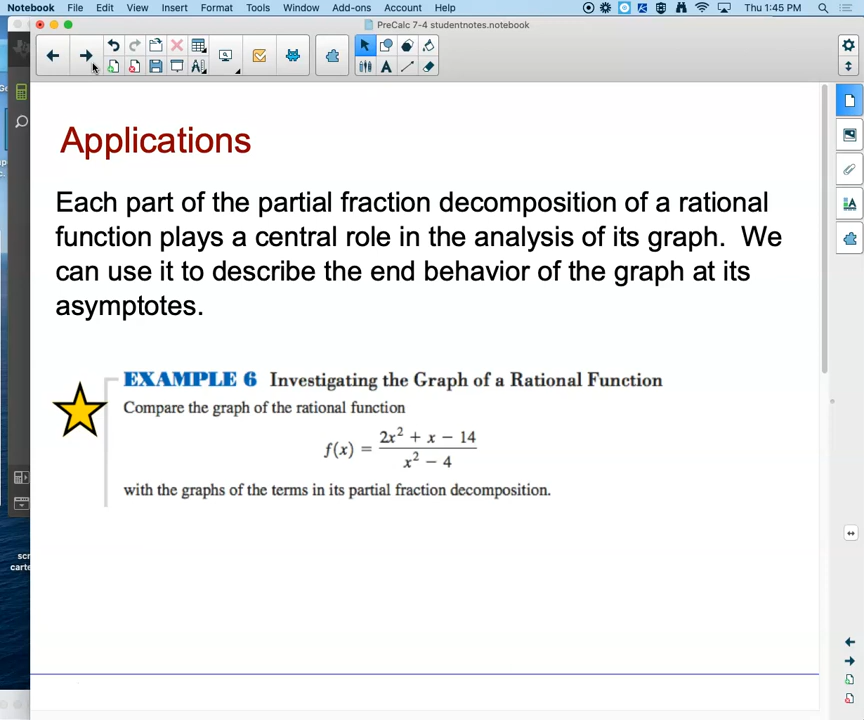 Notebook File Edit View Insert Format Tools Window Add-ons Account Help Thu 1:45 PM
PreCalc 7-4 studentnotes.notebook
Applications
Each part of the partial fraction decomposition of a rational
function plays a central role in the analysis of its graph. We
can use it to describe the end behavior of the graph at its
asymptotes.
EXAMPLE 6 Investigating the Graph of a Rational Function
Compare the graph of the rational function
f(x) = (2x² + x − 14) / (x² − 4)
with the graphs of the terms in its partial fraction decomposition.
scr
carte